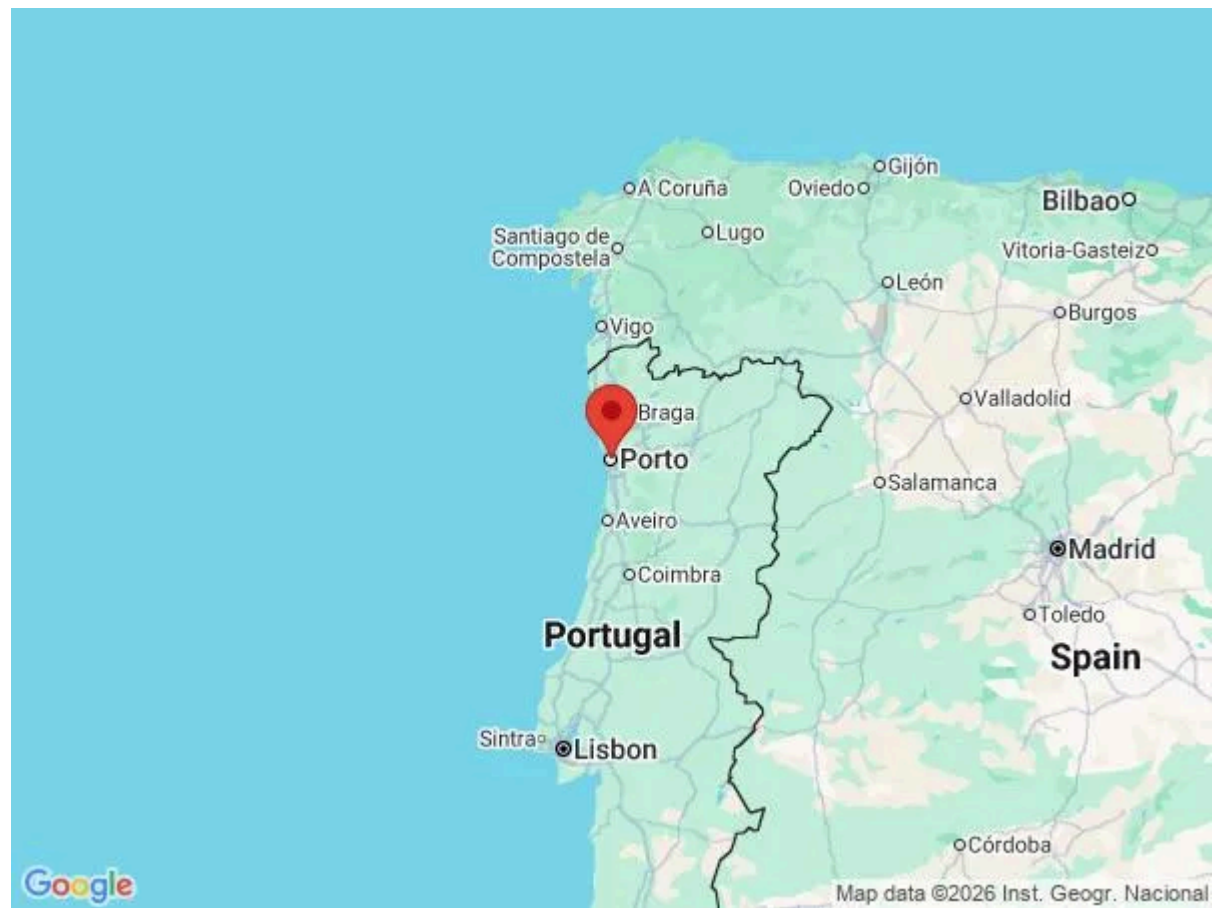 Gijón
A Coruña
Oviedo
Bilbao
Lugo
Santiago de
Compostela
Vitoria-Gasteiz
León
Burgos
Vigo
Valladolid
Braga
Porto
Salamanca
Aveiro
Madrid
Coimbra
Toledo
Portugal
Spain
Sintra
Lisbon
Córdoba
Google
Map data ©2026 Inst. Geogr. Nacional